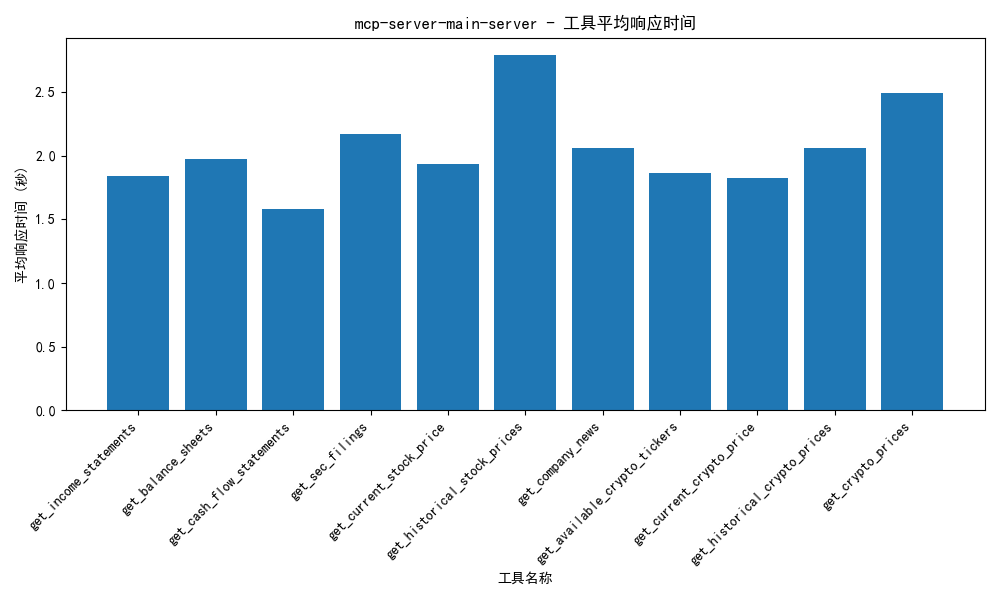 mcp-server-main-server - 工具平均响应时间
平均响应时间 (秒)
2.5
2.0
1.5
1.0
0.5
0.0
get_income_statements
get_balance_sheets
get_cash_flow_statements
get_sec_filings
get_current_stock_price
get_historical_stock_prices
get_company_news
get_available_crypto_tickers
get_current_crypto_price
get_historical_crypto_prices
get_crypto_prices
工具名称